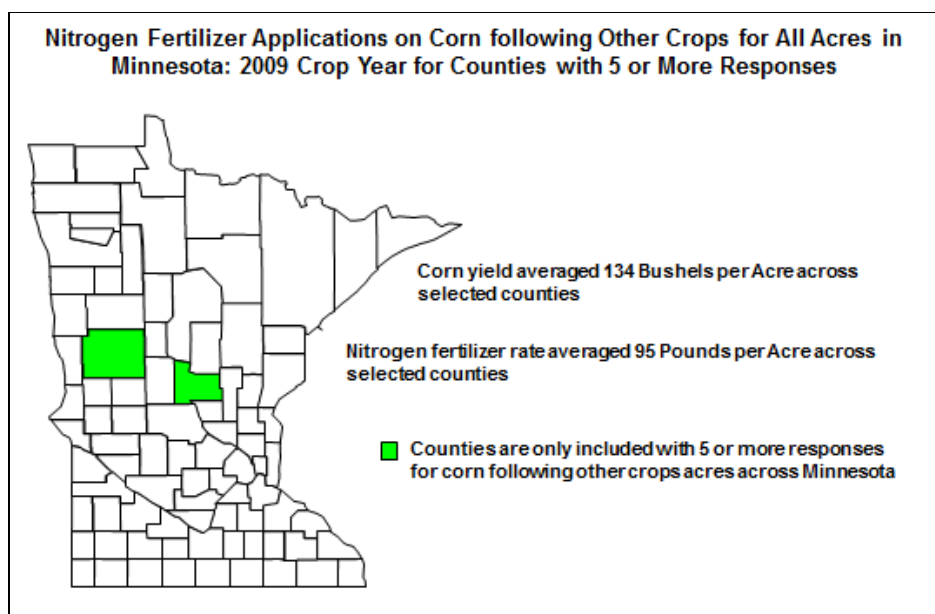 Nitrogen Fertilizer Applications on Corn following Other Crops for All Acres in
Minnesota: 2009 Crop Year for Counties with 5 or More Responses
Corn yield averaged 134 Bushels per Acre across
selected counties
Nitrogen fertilizer rate averaged 95 Pounds per Acre across
selected counties
Counties are only included with 5 or more responses
for corn following other crops acres across Minnesota